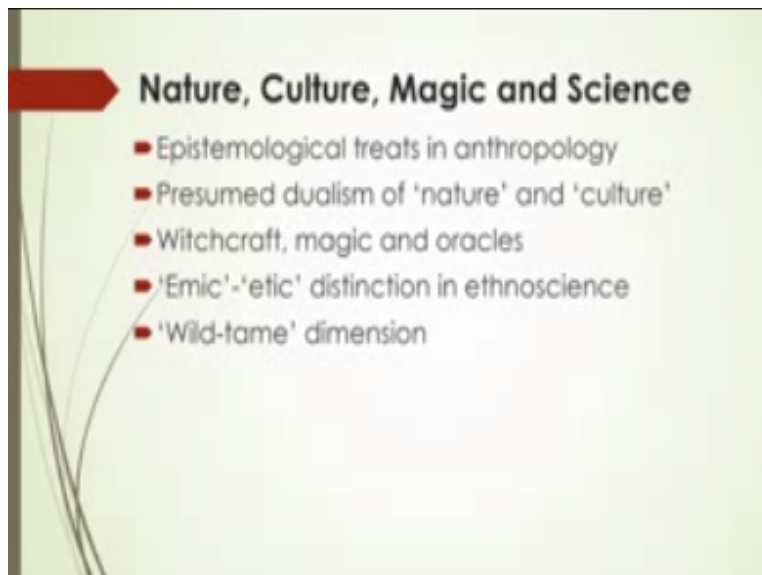 Nature, Culture, Magic and Science
Epistemological treats in anthropology
Presumed dualism of ‘nature’ and ‘culture’
Witchcraft, magic and oracles
‘Emic’-‘etic’ distinction in ethnoscience
‘Wild-tame’ dimension